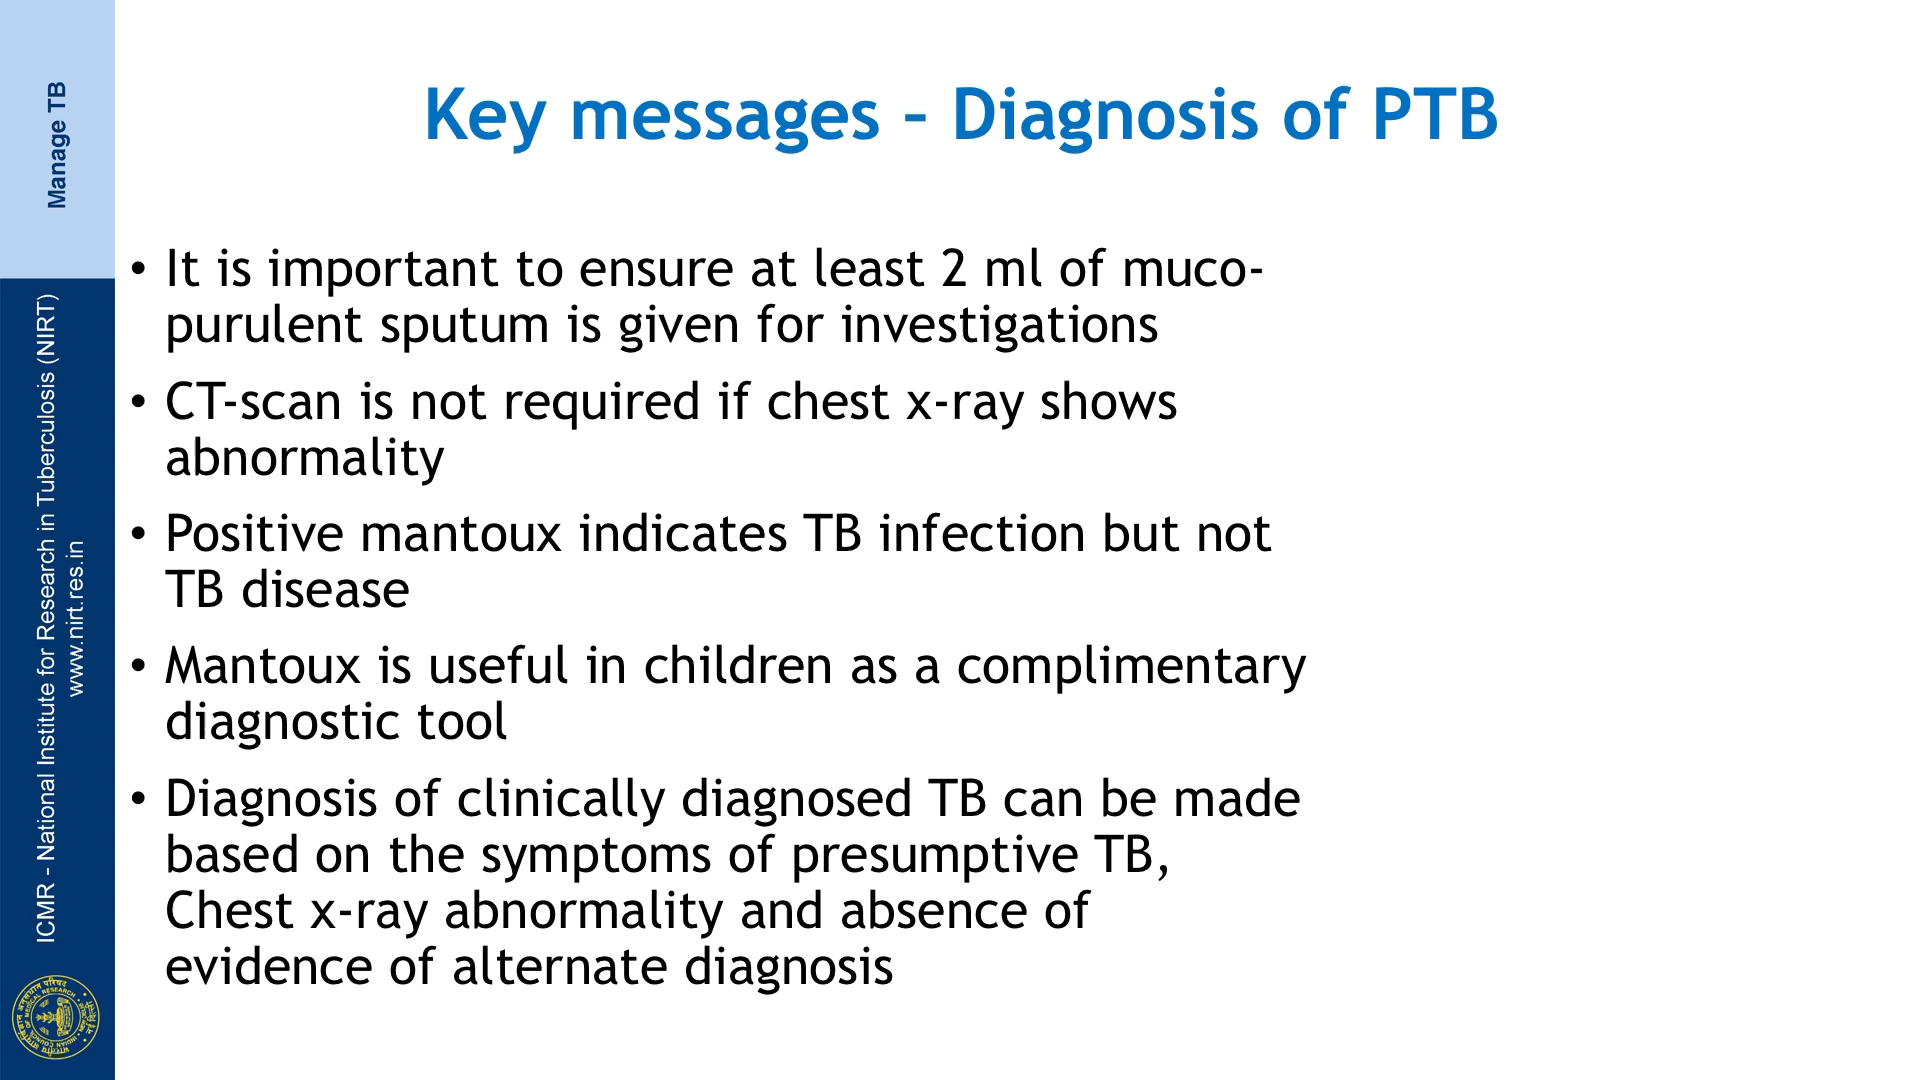 Manage TB
ICMR - National Institute for Research in Tuberculosis (NIRT)
www.nirt.res.in
Key messages – Diagnosis of PTB
• It is important to ensure at least 2 ml of muco-
purulent sputum is given for investigations
• CT-scan is not required if chest x-ray shows
abnormality
• Positive mantoux indicates TB infection but not
TB disease
• Mantoux is useful in children as a complimentary
diagnostic tool
• Diagnosis of clinically diagnosed TB can be made
based on the symptoms of presumptive TB,
Chest x-ray abnormality and absence of
evidence of alternate diagnosis